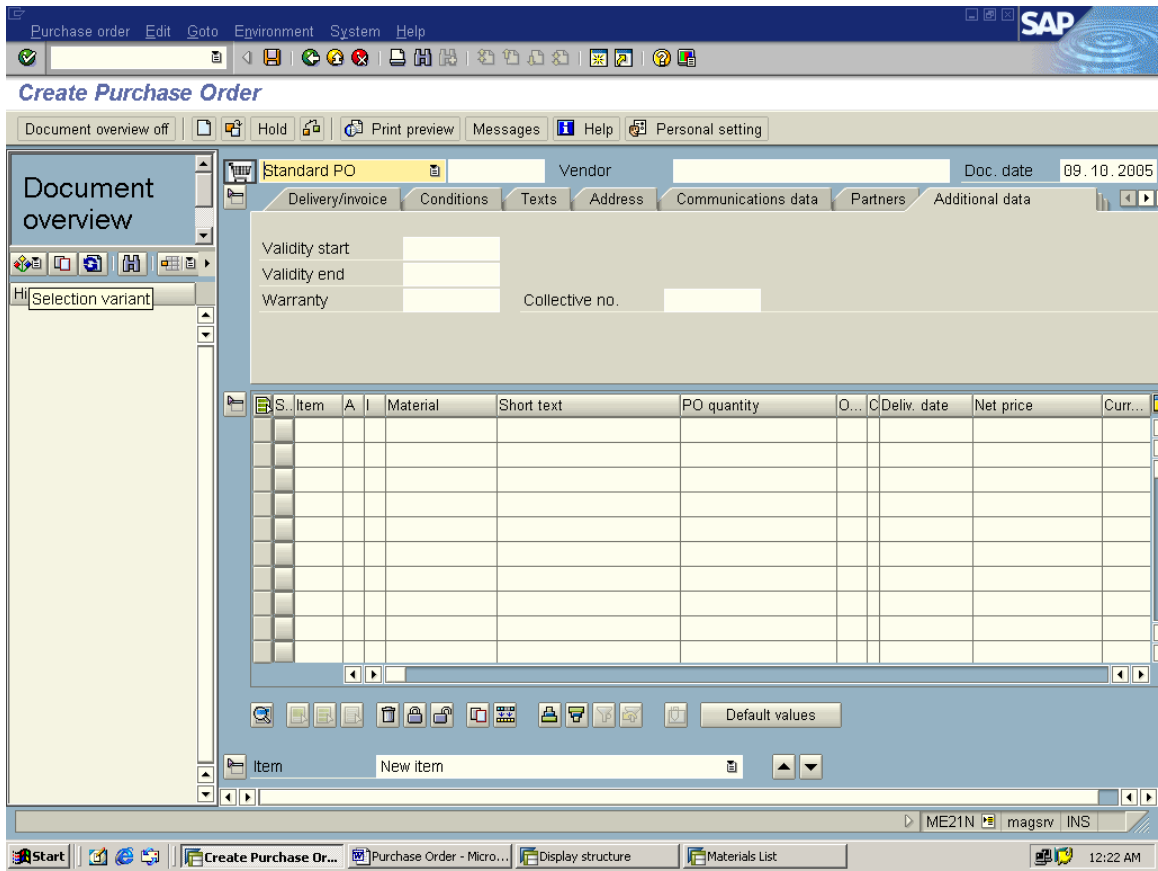 Purchase order Edit Goto Environment System Help
SAP
Create Purchase Order
Document overview off Hold Print preview Messages Help Personal setting
Document
overview
Standard PO Vendor Doc. date 09.10.2005
Delivery/invoice Conditions Texts Address Communications data Partners Additional data
Validity start
Validity end
Warranty Collective no.
Hi
Selection variant
S.. Item A I Material Short text PO quantity O... C Deliv. date Net price Curr...
Default values
Item New item
ME21N magsrv INS
Start Create Purchase Or... Purchase Order - Micro... Display structure Materials List 12:22 AM